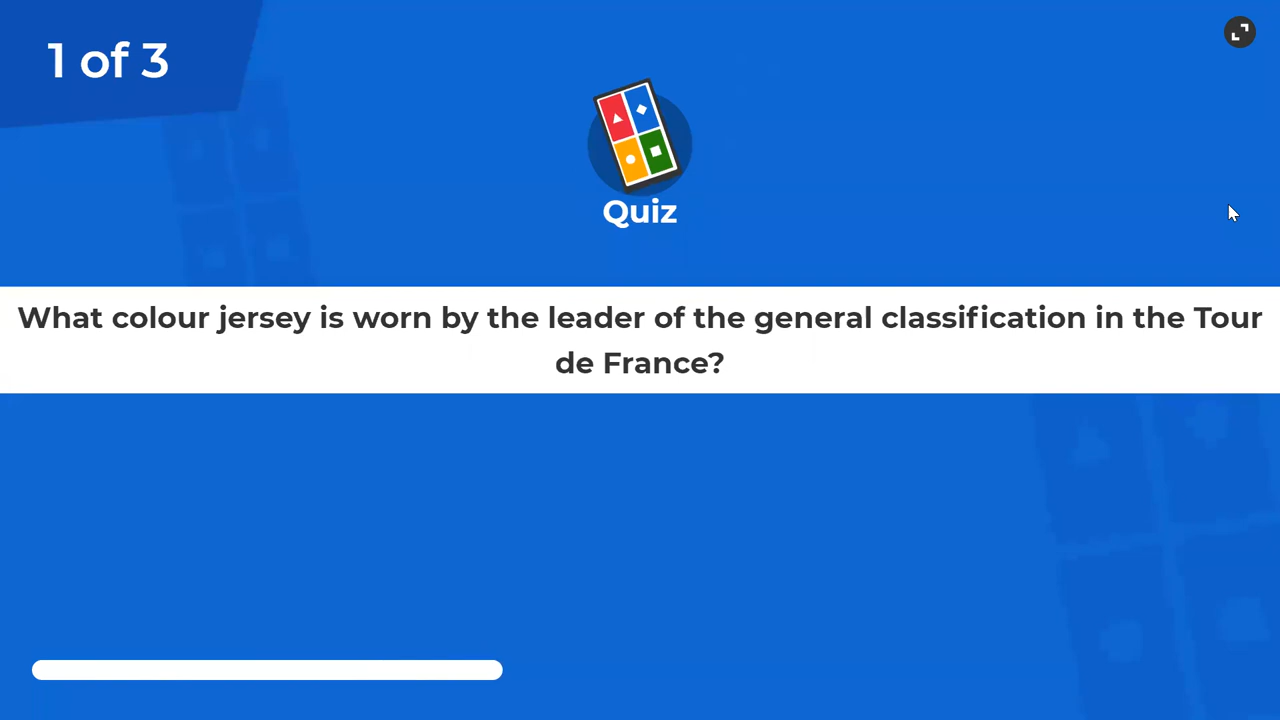 1 of 3
Quiz
What colour jersey is worn by the leader of the general classification in the Tour
de France?